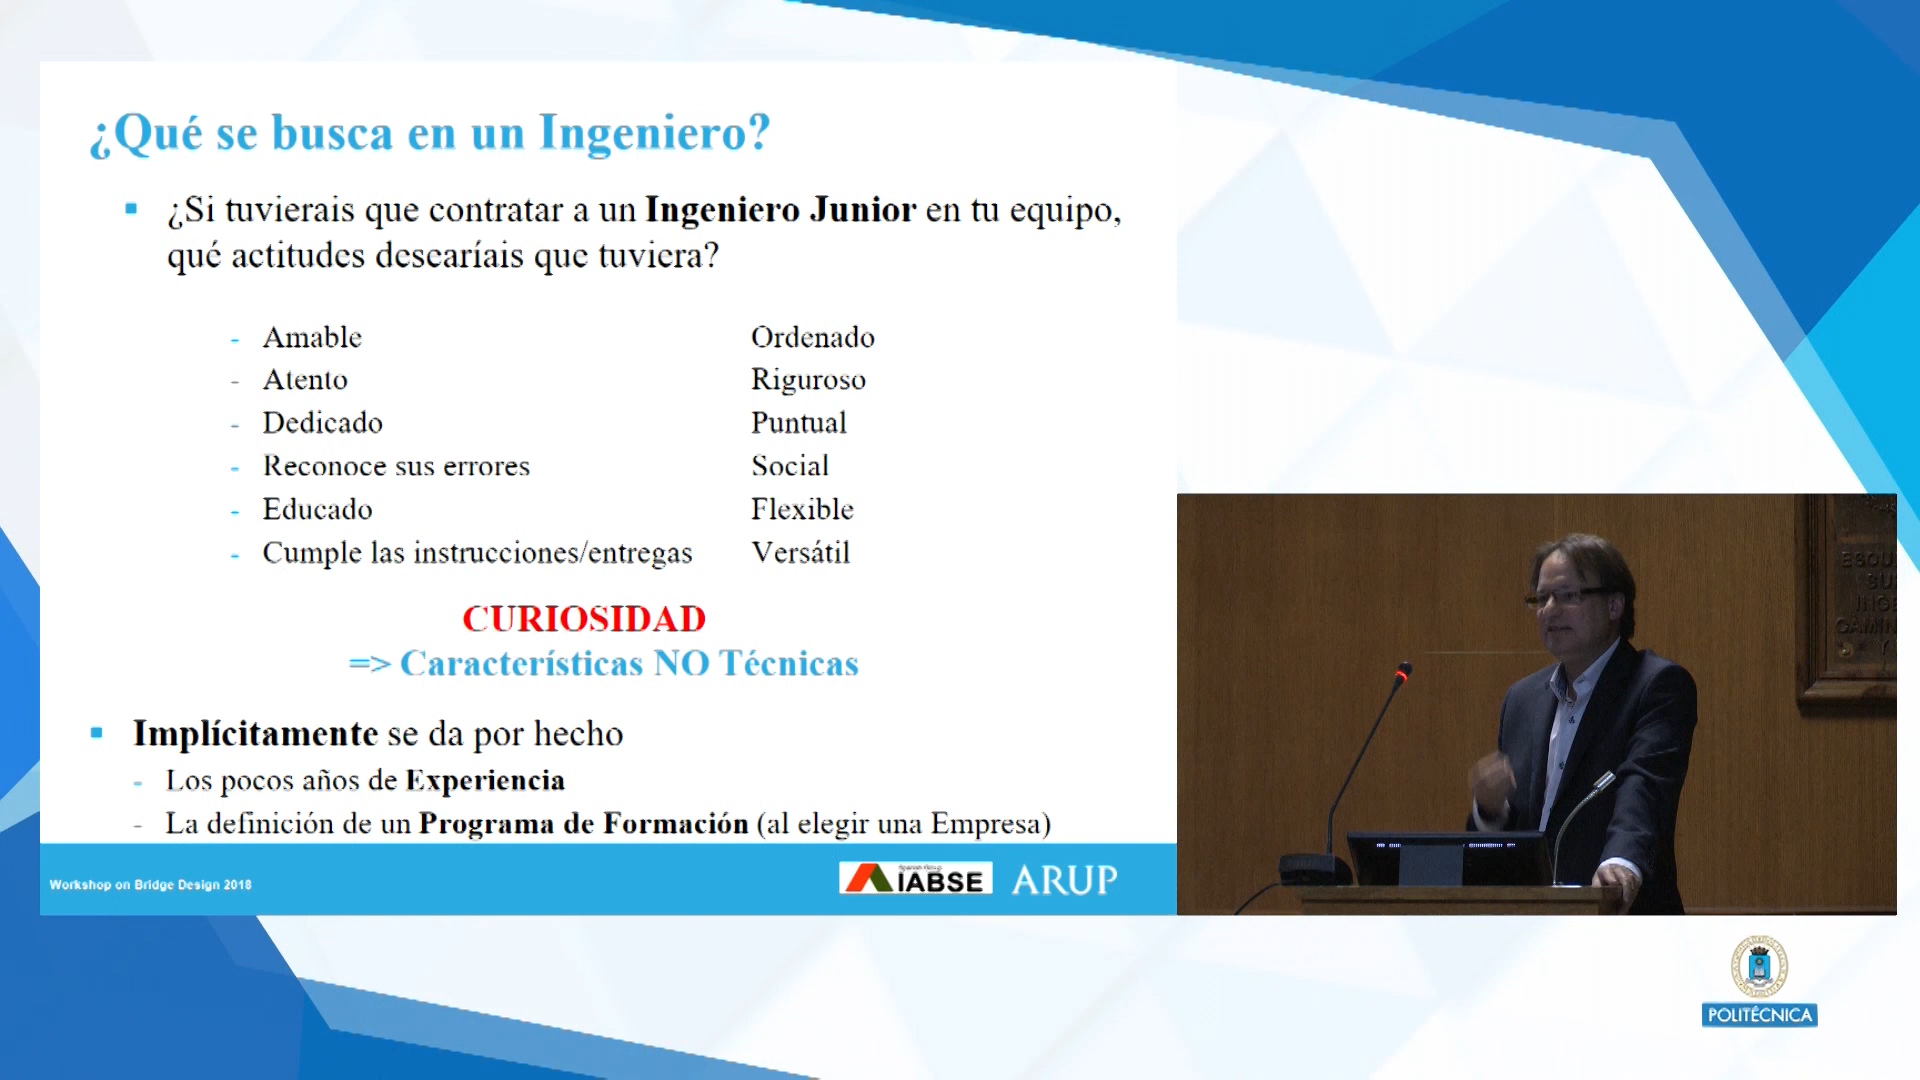 ¿Qué se busca en un Ingeniero?
¿Si tuvierais que contratar a un Ingeniero Junior en tu equipo,
qué actitudes desearíais que tuviera?
- Amable
- Atento
- Dedicado
- Reconoce sus errores
- Educado
- Cumple las instrucciones/entregas
Ordenado
Riguroso
Puntual
Social
Flexible
Versátil
CURIOSIDAD
=> Características NO Técnicas
Implícitamente se da por hecho
- Los pocos años de Experiencia
- La definición de un Programa de Formación (al elegir una Empresa)
Workshop on Bridge Design 2018
Spanish Group
IABSE
ARUP
POLITÉCNICA